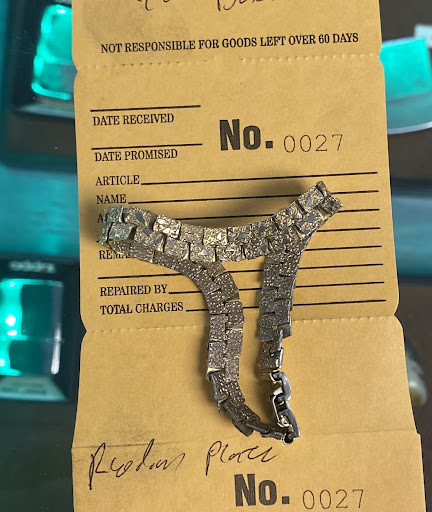 NOT RESPONSIBLE FOR GOODS LEFT OVER 60 DAYS
DATE RECEIVED
No. 0027
DATE PROMISED
ARTICLE
NAME
REPAIRED BY
TOTAL CHARGES
No. 0027